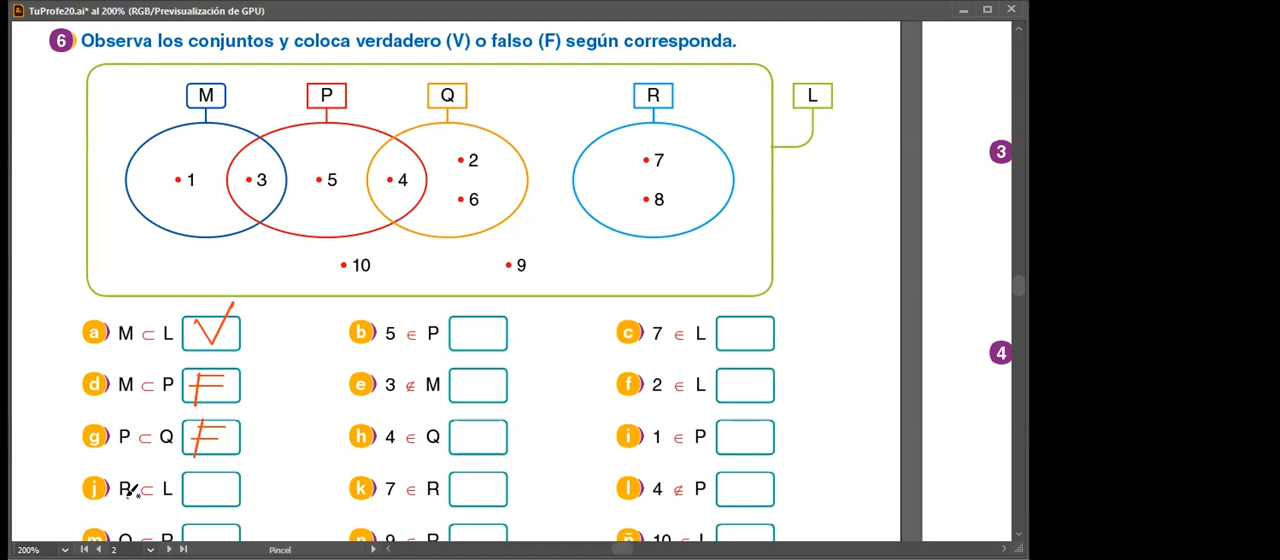 TuProfe20.ai* al 200% (RGB/Previsualización de GPU)
6 Observa los conjuntos y coloca verdadero (V) o falso (F) según corresponda.
M P Q R L
1 3 5 4 2 6 7 8
10 9
3
4
a) M ⊂ L V b) 5 ∈ P c) 7 ∈ L
d) M ⊂ P F e) 3 ∉ M f) 2 ∈ L
g) P ⊂ Q F h) 4 ∈ Q i) 1 ∈ P
j) ⊂ L k) 7 ∈ R l) 4 ∉ P
200% 2 Pincel